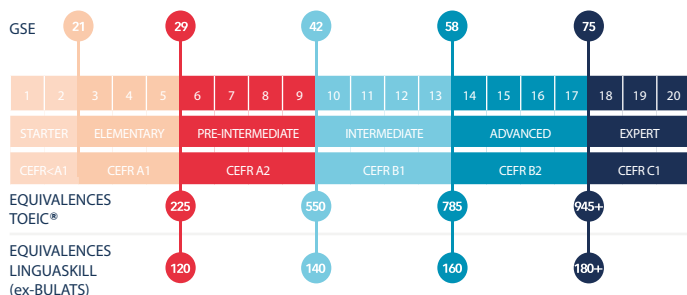 GSE 21 29 42 58 75
1 2 3 4 5 6 7 8 9 10 11 12 13 14 15 16 17 18 19 20
STARTER ELEMENTARY PRE-INTERMEDIATE INTERMEDIATE ADVANCED EXPERT
CEFR<A1 CEFR A1 CEFR A2 CEFR B1 CEFR B2 CEFR C1
EQUIVALENCES
TOEIC® 225 550 785 945+
EQUIVALENCES
LINGUASKILL 120 140 160 180+
(ex-BULATS)